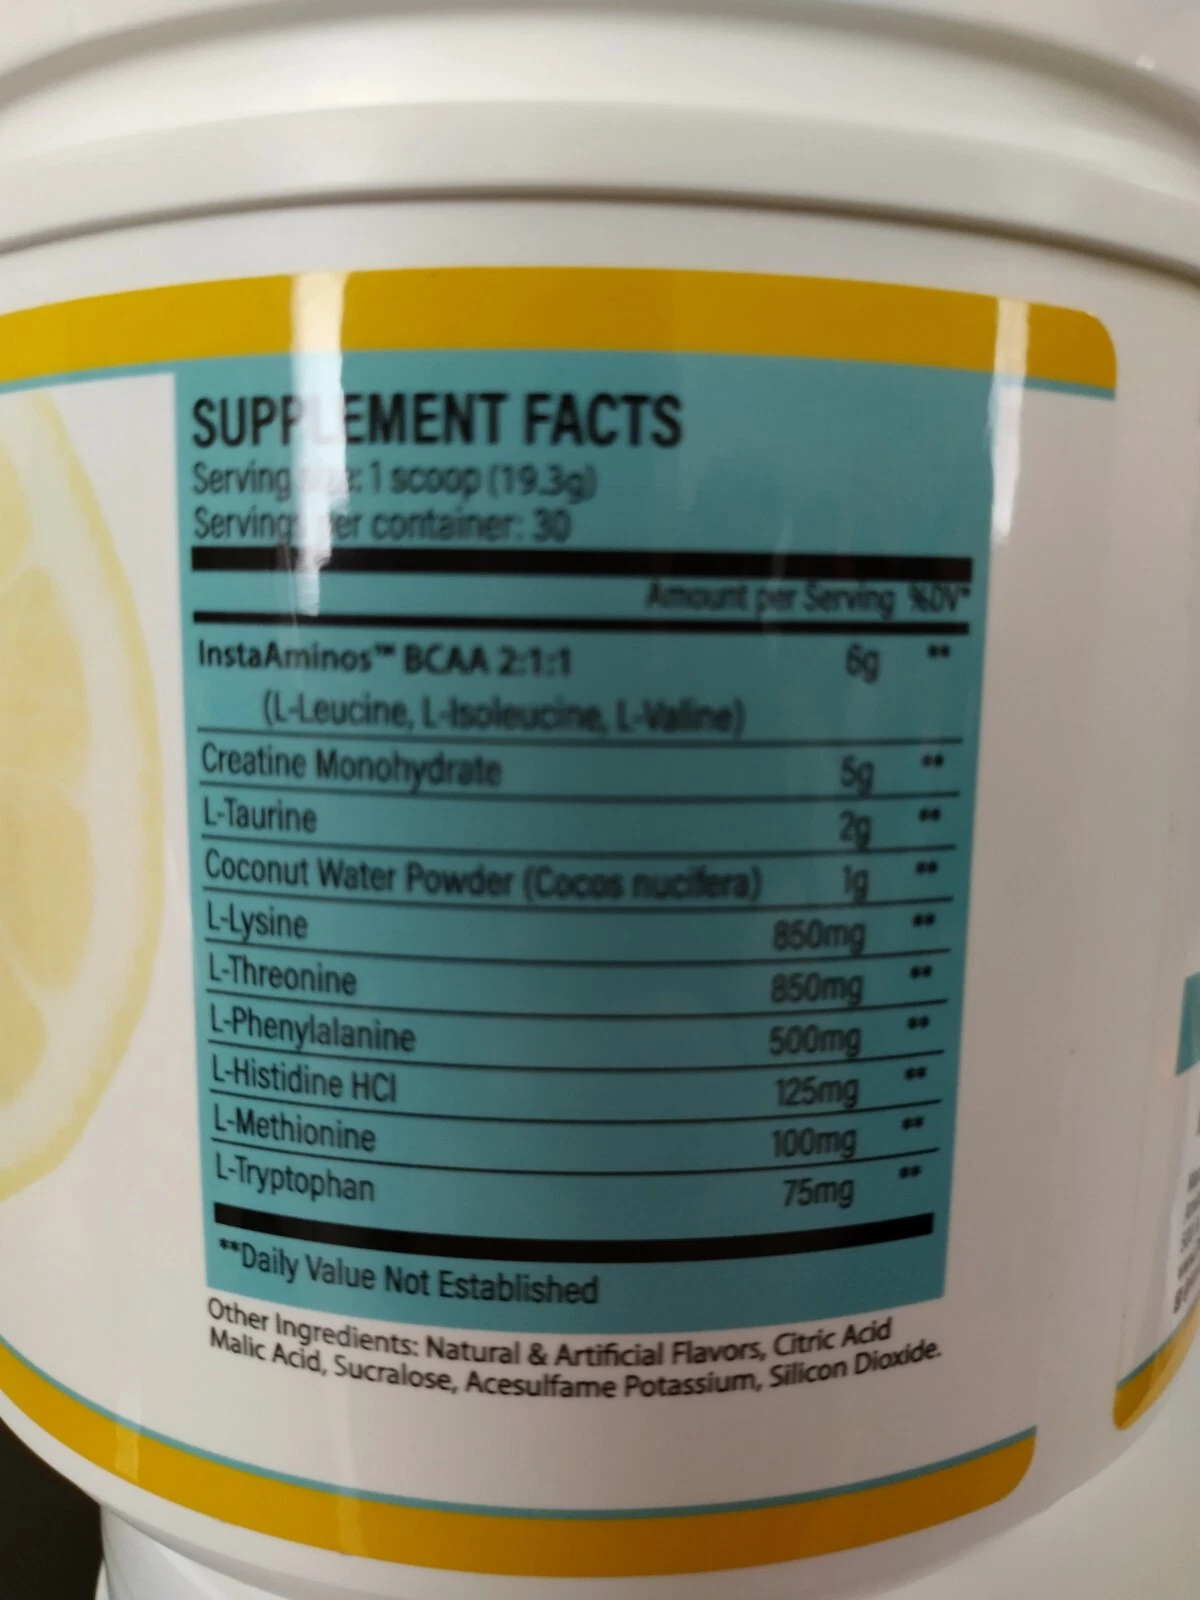 SUPPLEMENT FACTS
Serving size: 1 scoop (19.3g)
Servings per container: 30
Amount per Serving %DV*
InstaAminos™ BCAA 2:1:1 6g **
(L-Leucine, L-Isoleucine, L-Valine)
Creatine Monohydrate 5g **
L-Taurine 2g **
Coconut Water Powder (Cocos nucifera) 1g **
L-Lysine 850mg **
L-Threonine 850mg **
L-Phenylalanine 500mg **
L-Histidine HCl 125mg **
L-Methionine 100mg **
L-Tryptophan 75mg **
**Daily Value Not Established
Other Ingredients: Natural & Artificial Flavors, Citric Acid
Malic Acid, Sucralose, Acesulfame Potassium, Silicon Dioxide.